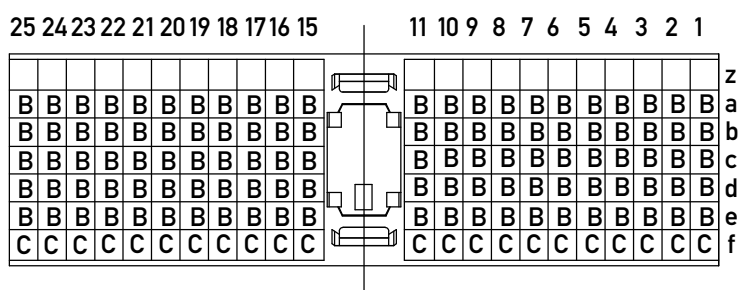 25 24 23 22 21 20 19 18 17 16 15 11 10 9 8 7 6 5 4 3 2 1
z
B B B B B B B B B B B B B B B B B B B B B B a
B B B B B B B B B B B B B B B B B B B B B B b
B B B B B B B B B B B B B B B B B B B B B B c
B B B B B B B B B B B B B B B B B B B B B B d
B B B B B B B B B B B B B B B B B B B B B B e
C C C C C C C C C C C C C C C C C C C C C C f